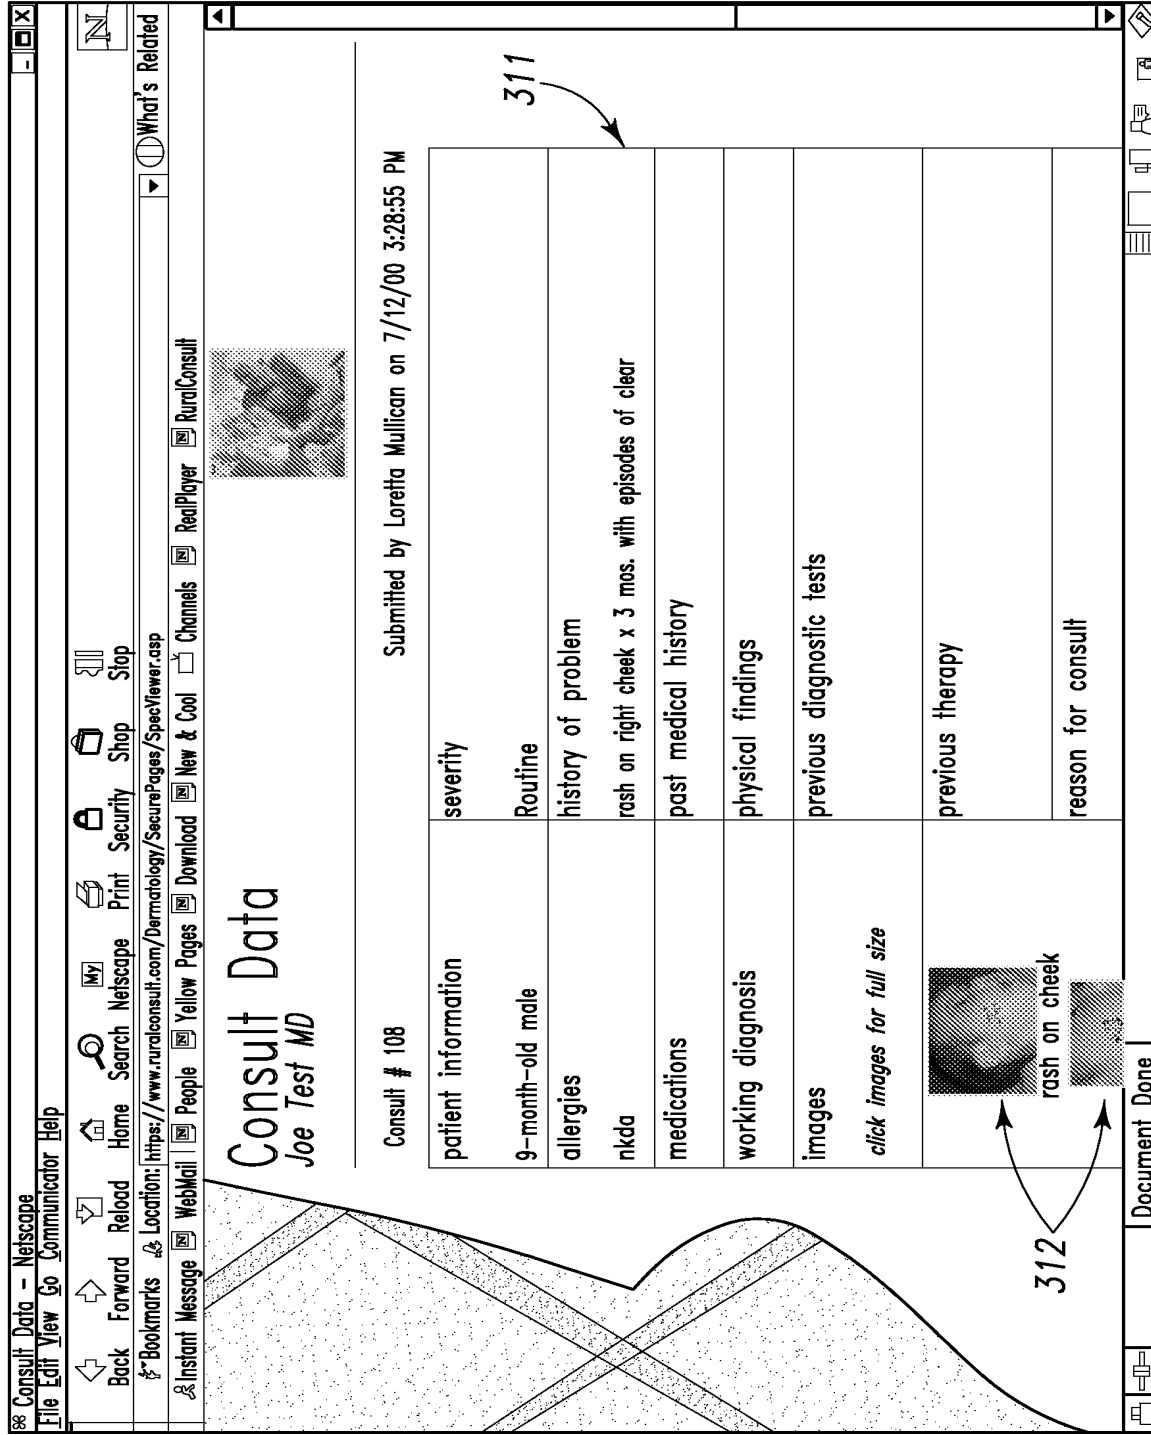 Consult Data - Netscape
File Edit View Go Communicator Help
Back Forward Reload Home Search Netscape Print Security Shop Stop
My
N
Bookmarks Location: https://www.ruralconsult.com/Dermatology/SecurePages/SpecViewer.asp What's Related
Instant Message WebMail People Yellow Pages Download New & Cool Channels RealPlayer RuralConsult
Consult Data
Joe Test MD
Consult # 108 Submitted by Loretta Mullican on 7/12/00 3:28:55 PM
patient information severity
9-month-old male Routine
allergies history of problem
nkda rash on right cheek x 3 mos. with episodes of clear
medications past medical history
working diagnosis physical findings
images previous diagnostic tests
click images for full size
previous therapy
rash on cheek
reason for consult
311
312
Document Done